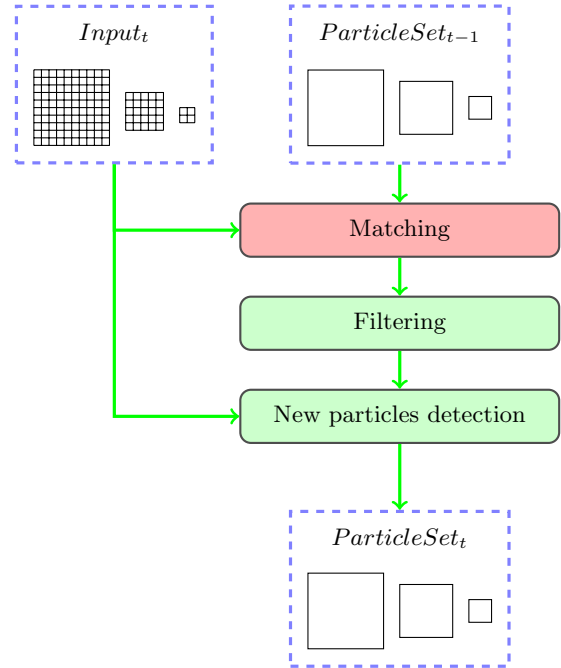 Input_t
ParticleSet_{t-1}
Matching
Filtering
New particles detection
ParticleSet_t